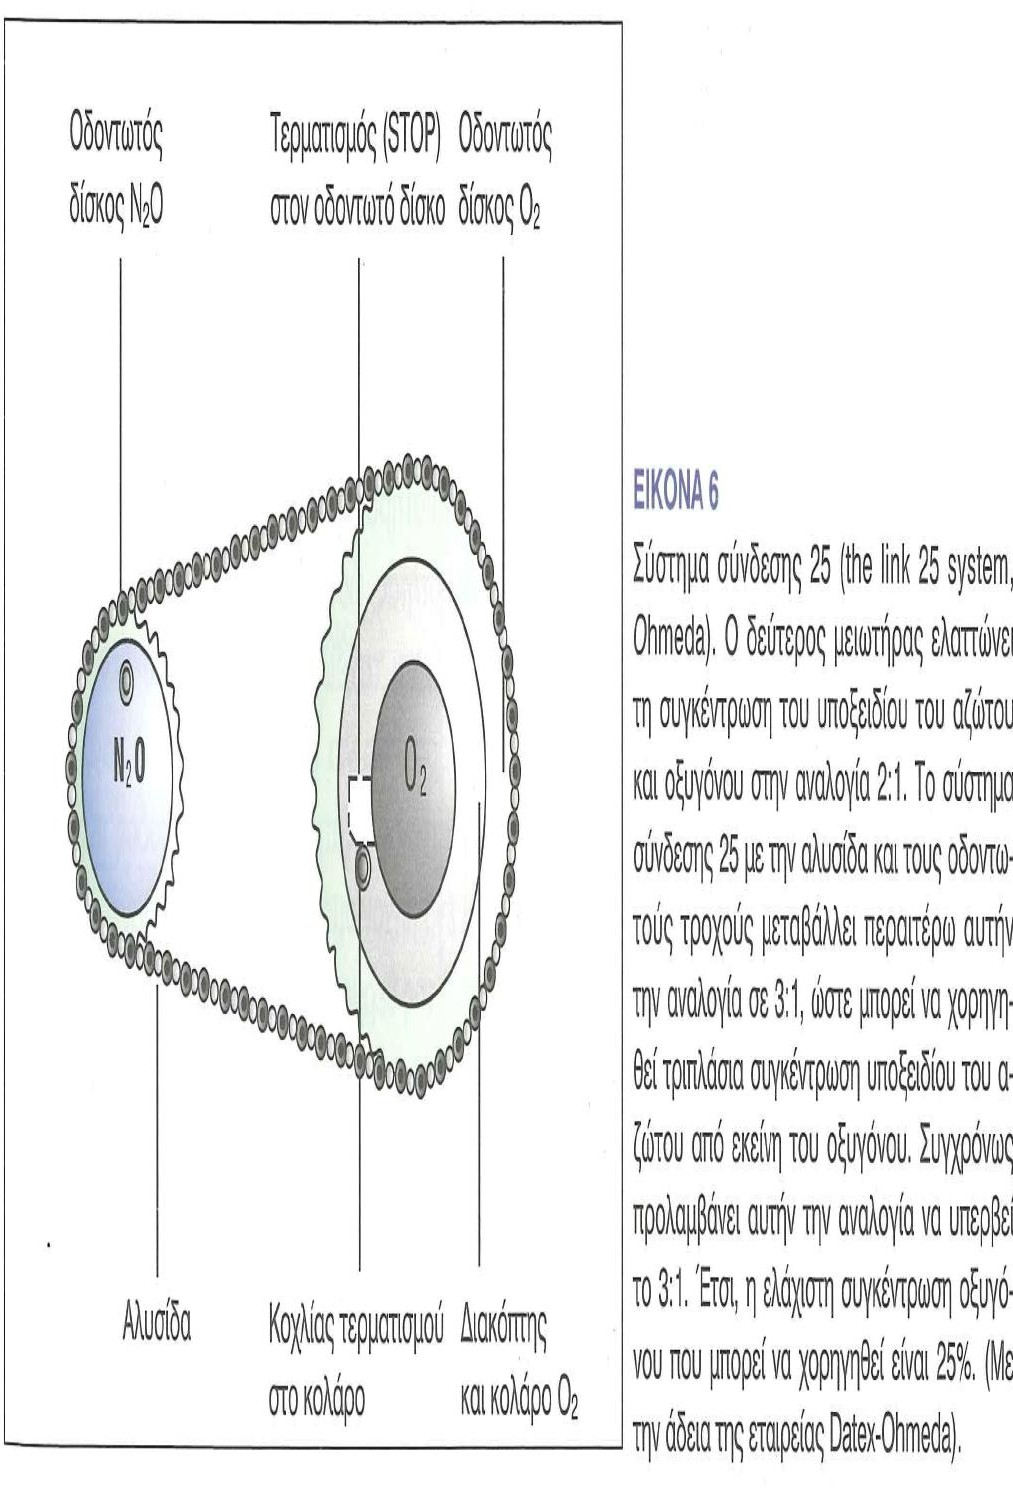 Οδοντωτός
δίσκος N₂O
Τερματισμός (STOP)
στον οδοντωτό δίσκο
Οδοντωτός
δίσκος O₂
N₂O
O₂
Αλυσίδα
Κοχλίας τερματισμού
στο κολάρο
Διακόπτης
και κολάρο O₂
ΕΙΚΟΝΑ 6
Σύστημα σύνδεσης 25 (the link 25 system,
Ohmeda). Ο δεύτερος μειωτήρας ελαττώνει
τη συγκέντρωση του υποξειδίου του αζώτου
και οξυγόνου στην αναλογία 2:1. Το σύστημα
σύνδεσης 25 με την αλυσίδα και τους οδοντω-
τούς τροχούς μεταβάλλει περαιτέρω αυτήν
την αναλογία σε 3:1, ώστε μπορεί να χορηγη-
θεί τριπλάσια συγκέντρωση υποξειδίου του α-
ζώτου από εκείνη του οξυγόνου. Συγχρόνως
προλαμβάνει αυτήν την αναλογία να υπερβεί
το 3:1. Έτσι, η ελάχιστη συγκέντρωση οξυγό-
νου που μπορεί να χορηγηθεί είναι 25%. (Με
την άδεια της εταιρείας Datex-Ohmeda).